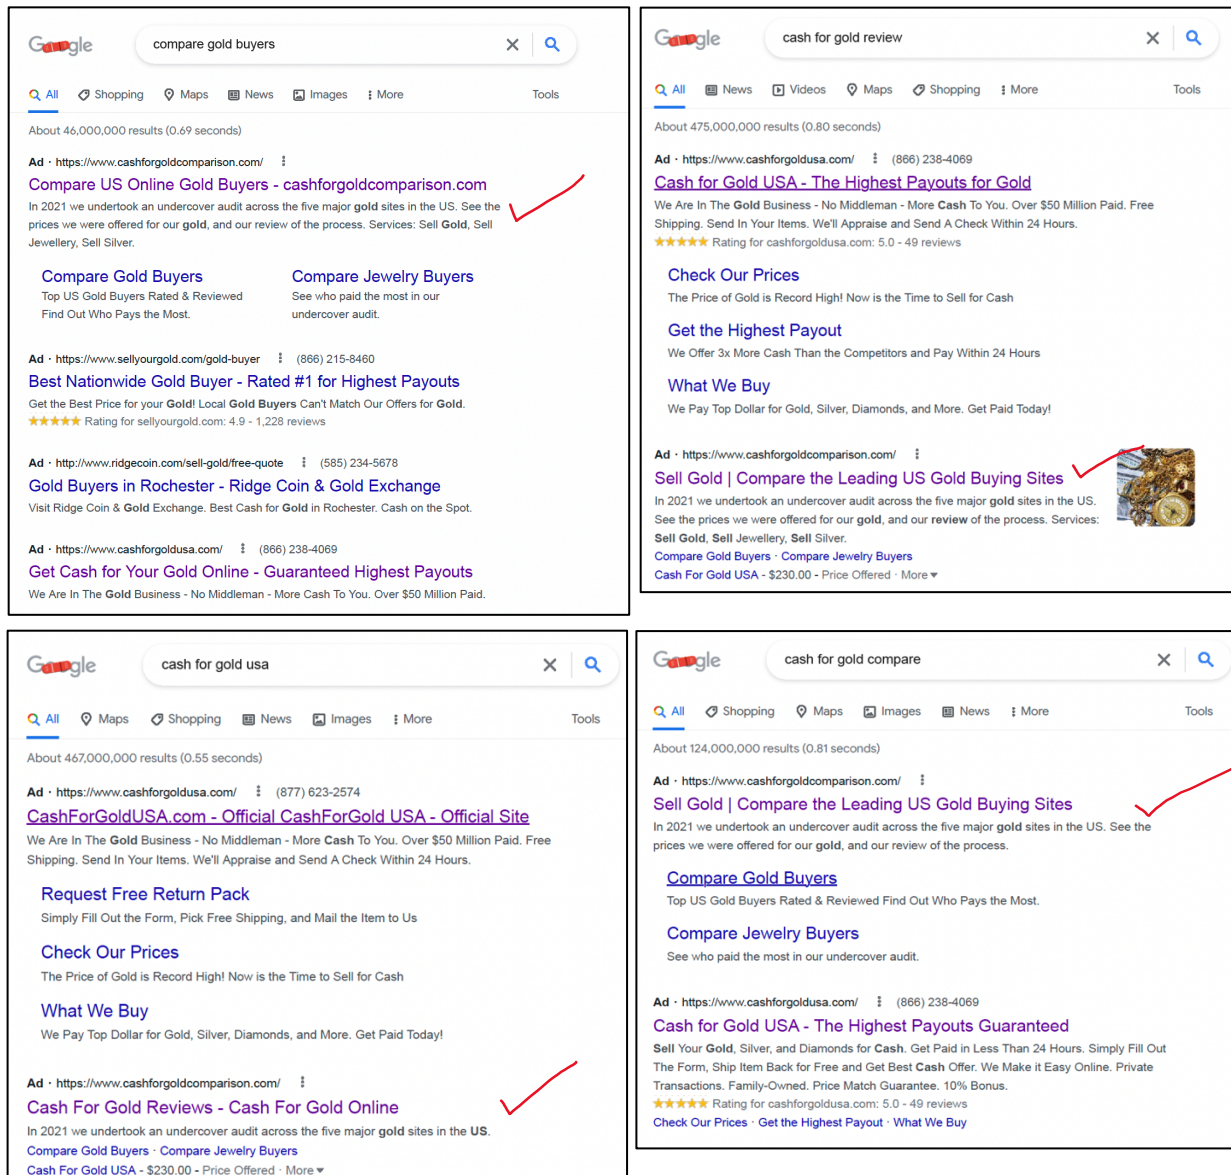 Google
compare gold buyers
All Shopping Maps News Images More Tools
About 46,000,000 results (0.69 seconds)
Ad · https://www.cashforgoldcomparison.com/
Compare US Online Gold Buyers - cashforgoldcomparison.com
In 2021 we undertook an undercover audit across the five major gold sites in the US. See the
prices we were offered for our gold, and our review of the process. Services: Sell Gold, Sell
Jewellery, Sell Silver.
Compare Gold Buyers
Top US Gold Buyers Rated & Reviewed
Find Out Who Pays the Most.
Compare Jewelry Buyers
See who paid the most in our
undercover audit.
Ad · https://www.sellyourgold.com/gold-buyer (866) 215-8460
Best Nationwide Gold Buyer - Rated #1 for Highest Payouts
Get the Best Price for your Gold! Local Gold Buyers Can't Match Our Offers for Gold.
Rating for sellyourgold.com: 4.9 - 1,228 reviews
Ad · http://www.ridgecoin.com/sell-gold/free-quote (585) 234-5678
Gold Buyers in Rochester - Ridge Coin & Gold Exchange
Visit Ridge Coin & Gold Exchange. Best Cash for Gold in Rochester. Cash on the Spot.
Ad · https://www.cashforgoldusa.com/ (866) 238-4069
Get Cash for Your Gold Online - Guaranteed Highest Payouts
We Are In The Gold Business - No Middleman - More Cash To You. Over $50 Million Paid.
Google
cash for gold review
All News Videos Maps Shopping More Tools
About 475,000,000 results (0.80 seconds)
Ad · https://www.cashforgoldusa.com/ (866) 238-4069
Cash for Gold USA - The Highest Payouts for Gold
We Are In The Gold Business - No Middleman - More Cash To You. Over $50 Million Paid. Free
Shipping. Send In Your Items. We'll Appraise and Send A Check Within 24 Hours.
Rating for cashforgoldusa.com: 5.0 - 49 reviews
Check Our Prices
The Price of Gold is Record High! Now is the Time to Sell for Cash
Get the Highest Payout
We Offer 3x More Cash Than the Competitors and Pay Within 24 Hours
What We Buy
We Pay Top Dollar for Gold, Silver, Diamonds, and More. Get Paid Today!
Ad · https://www.cashforgoldcomparison.com/
Sell Gold | Compare the Leading US Gold Buying Sites
In 2021 we undertook an undercover audit across the five major gold sites in the US.
See the prices we were offered for our gold, and our review of the process. Services:
Sell Gold, Sell Jewellery, Sell Silver.
Compare Gold Buyers · Compare Jewelry Buyers
Cash For Gold USA - $230.00 - Price Offered · More
Google
cash for gold usa
All Maps Shopping News Images More Tools
About 467,000,000 results (0.55 seconds)
Ad · https://www.cashforgoldusa.com/ (877) 623-2574
CashForGoldUSA.com - Official CashForGold USA - Official Site
We Are In The Gold Business - No Middleman - More Cash To You. Over $50 Million Paid. Free
Shipping. Send In Your Items. We'll Appraise and Send A Check Within 24 Hours.
Request Free Return Pack
Simply Fill Out the Form, Pick Free Shipping, and Mail the Item to Us
Check Our Prices
The Price of Gold is Record High! Now is the Time to Sell for Cash
What We Buy
We Pay Top Dollar for Gold, Silver, Diamonds, and More. Get Paid Today!
Ad · https://www.cashforgoldcomparison.com/
Cash For Gold Reviews - Cash For Gold Online
In 2021 we undertook an undercover audit across the five major gold sites in the US.
Compare Gold Buyers · Compare Jewelry Buyers
Cash For Gold USA - $230.00 - Price Offered · More
Google
cash for gold compare
All Shopping Maps Images News More Tools
About 124,000,000 results (0.81 seconds)
Ad · https://www.cashforgoldcomparison.com/
Sell Gold | Compare the Leading US Gold Buying Sites
In 2021 we undertook an undercover audit across the five major gold sites in the US. See the
prices we were offered for our gold, and our review of the process.
Compare Gold Buyers
Top US Gold Buyers Rated & Reviewed Find Out Who Pays the Most.
Compare Jewelry Buyers
See who paid the most in our undercover audit.
Ad · https://www.cashforgoldusa.com/ (866) 238-4069
Cash for Gold USA - The Highest Payouts Guaranteed
Sell Your Gold, Silver, and Diamonds for Cash. Get Paid in Less Than 24 Hours. Simply Fill Out
The Form, Ship Item Back for Free and Get Best Cash Offer. We Make it Easy Online. Private
Transactions. Family-Owned. Price Match Guarantee. 10% Bonus.
Rating for cashforgoldusa.com: 5.0 - 49 reviews
Check Our Prices · Get the Highest Payout · What We Buy